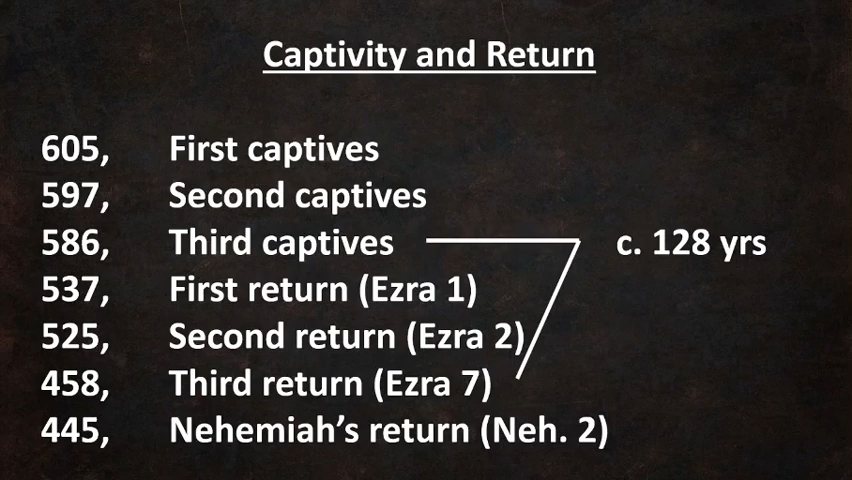 Captivity and Return
605, First captives
597, Second captives
586, Third captives c. 128 yrs
537, First return (Ezra 1)
525, Second return (Ezra 2)
458, Third return (Ezra 7)
445, Nehemiah’s return (Neh. 2)